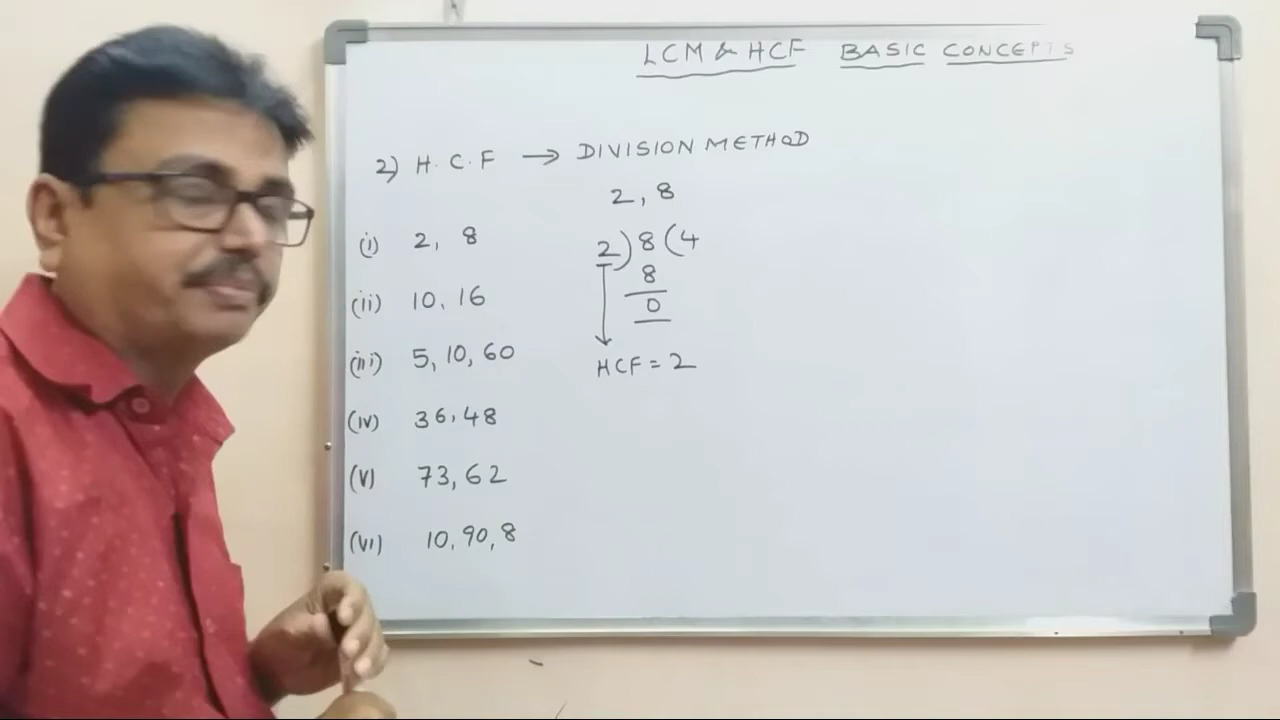 LCM & HCF BASIC CONCEPTS
2) H.C.F → DIVISION METHOD
2, 8
(i) 2, 8
2) 8 (4
8
0
HCF = 2
(ii) 10, 16
(iii) 5, 10, 60
(iv) 36, 48
(v) 73, 62
(vi) 10, 90, 8